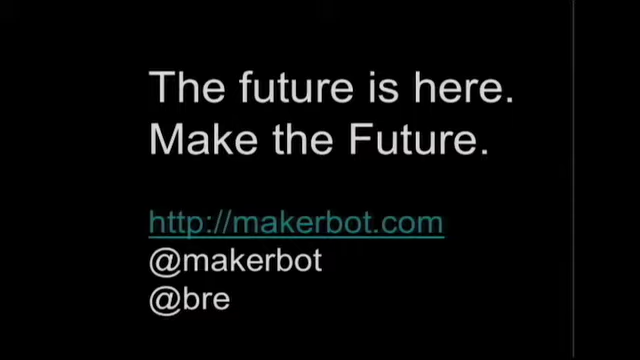 The future is here.
Make the Future.
http://makerbot.com
@makerbot
@bre